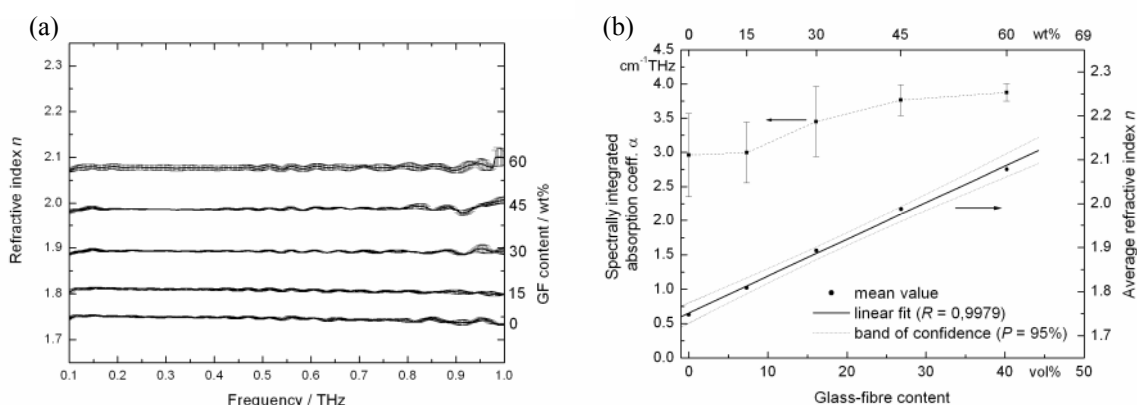 (a)
2.3
2.2
2.1
2.0
1.9
1.8
1.7
Refractive index n
0.1 0.2 0.3 0.4 0.5 0.6 0.7 0.8 0.9 1.0
Frequency / THz
60
45
30
15
0
GF content / wt%
(b)
0 15 30 45 60 wt% 69
4.5
cm⁻¹THz
4.0
3.5
3.0
2.5
2.0
1.5
1.0
0.5
0.0
Spectrally integrated
absorption coeff. α
2.3
2.2
2.1
2.0
1.9
1.8
1.7
Average refractive index n
mean value
linear fit (R = 0,9979)
band of confidence (P = 95%)
0 10 20 30 40 vol% 50
Glass-fibre content